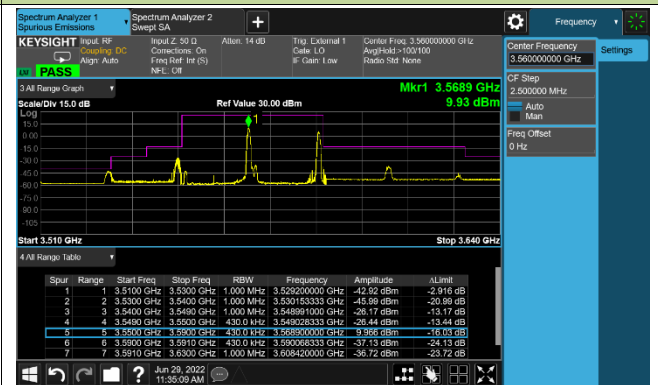 Spectrum Analyzer 1
Spurious Emissions
Spectrum Analyzer 2
Swept SA
+
Frequency
KEYSIGHT
Input: RF
Coupling: DC
Align: Auto
Input Z: 50 Ω
Corrections: On
Freq Ref: Int (S)
NFE: Off
Atten: 14 dB
Trig: External 1
Gate: LO
IF Gain: Low
Center Freq: 3.560000000 GHz
Avg|Hold:>100/100
Radio Std: None
PASS
Center Frequency
3.560000000 GHz
Settings
CF Step
2.500000 MHz
Auto
Man
Freq Offset
0 Hz
3 All Range Graph
Mkr1 3.5689 GHz
9.93 dBm
Scale/Div 15.0 dB
Ref Value 30.00 dBm
Log
15.0
0.00
-15.0
-30.0
-45.0
-60.0
-75.0
-90.0
-105
1
Start 3.510 GHz
Stop 3.640 GHz
4 All Range Table
Spur Range Start Freq Stop Freq RBW Frequency Amplitude ΔLimit
1 1 3.5100 GHz 3.5300 GHz 1.000 MHz 3.529200000 GHz -42.92 dBm -2.916 dB
2 2 3.5300 GHz 3.5400 GHz 1.000 MHz 3.530153333 GHz -45.99 dBm -20.99 dB
3 3 3.5400 GHz 3.5490 GHz 1.000 MHz 3.548991000 GHz -26.17 dBm -13.17 dB
4 4 3.5490 GHz 3.5500 GHz 430.0 kHz 3.549028333 GHz -26.44 dBm -13.44 dB
5 5 3.5500 GHz 3.5900 GHz 430.0 kHz 3.568900000 GHz 9.966 dBm -16.03 dB
6 6 3.5900 GHz 3.5910 GHz 430.0 kHz 3.590068333 GHz -37.13 dBm -24.13 dB
7 7 3.5910 GHz 3.6300 GHz 1.000 MHz 3.608420000 GHz -36.72 dBm -23.72 dB
?
Jun 29, 2022
11:35:09 AM